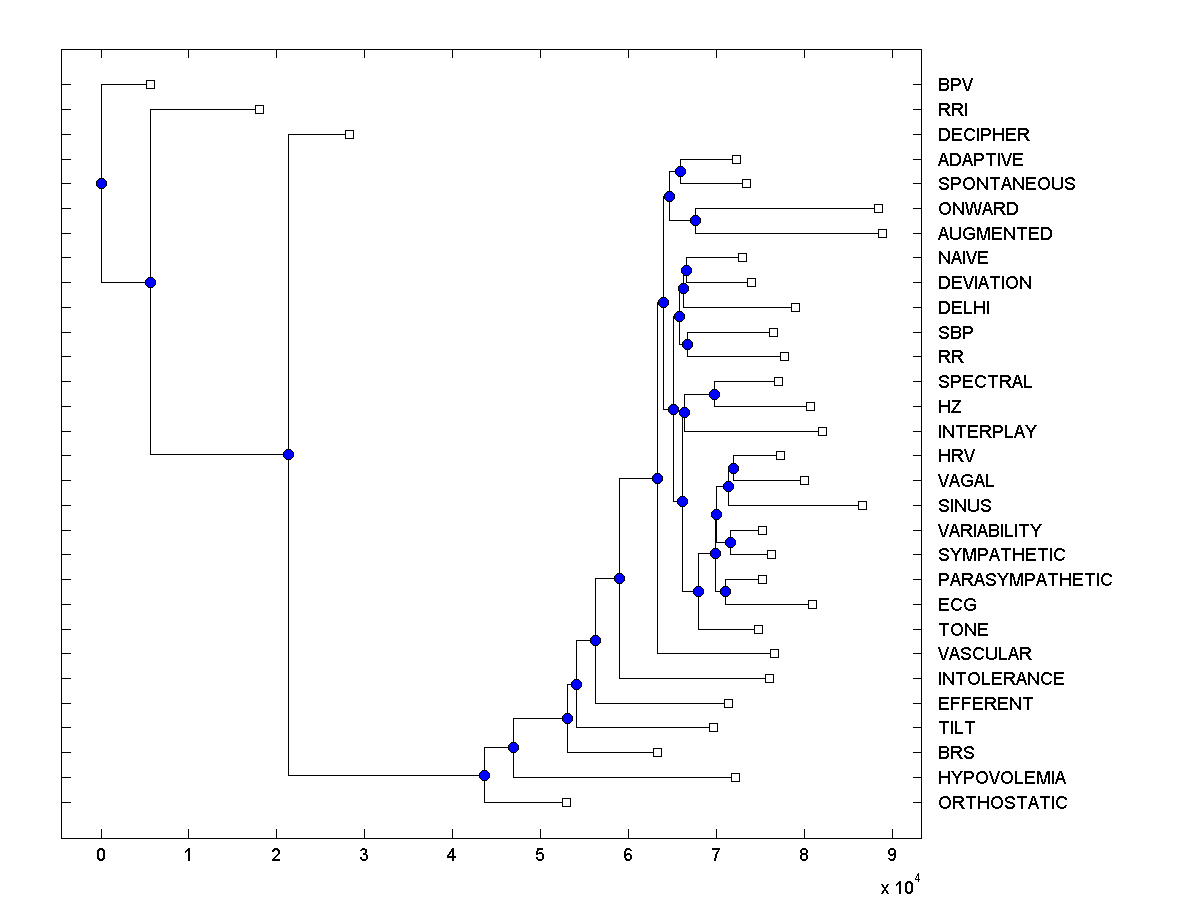 BPV
RRI
DECIPHER
ADAPTIVE
SPONTANEOUS
ONWARD
AUGMENTED
NAIVE
DEVIATION
DELHI
SBP
RR
SPECTRAL
HZ
INTERPLAY
HRV
VAGAL
SINUS
VARIABILITY
SYMPATHETIC
PARASYMPATHETIC
ECG
TONE
VASCULAR
INTOLERANCE
EFFERENT
TILT
BRS
HYPOVOLEMIA
ORTHOSTATIC
0 1 2 3 4 5 6 7 8 9
x 10^4